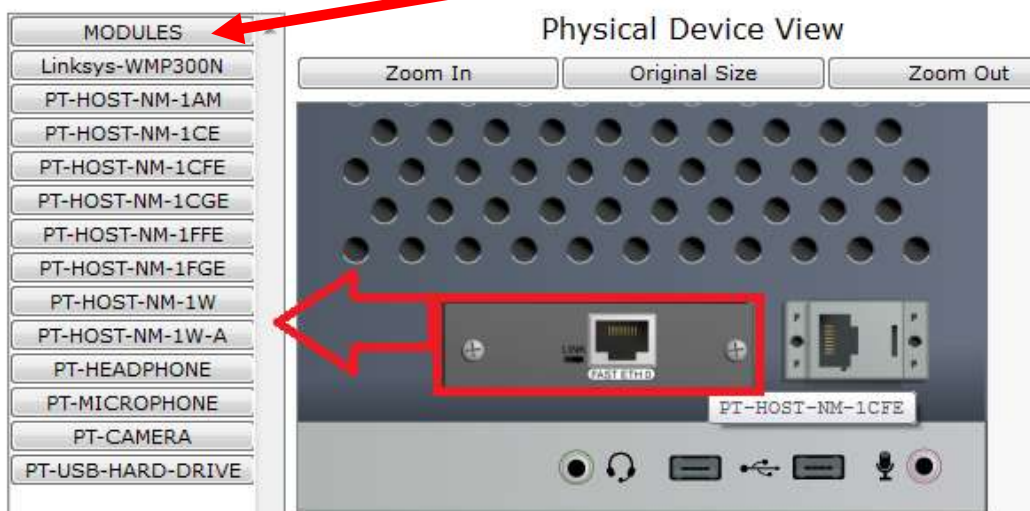 MODULES
Linksys-WMP300N
PT-HOST-NM-1AM
PT-HOST-NM-1CE
PT-HOST-NM-1CFE
PT-HOST-NM-1CGE
PT-HOST-NM-1FFE
PT-HOST-NM-1FGE
PT-HOST-NM-1W
PT-HOST-NM-1W-A
PT-HEADPHONE
PT-MICROPHONE
PT-CAMERA
PT-USB-HARD-DRIVE
Physical Device View
Zoom In
Original Size
Zoom Out
LINK
FAST ETH0
PT-HOST-NM-1CFE
P P
P P